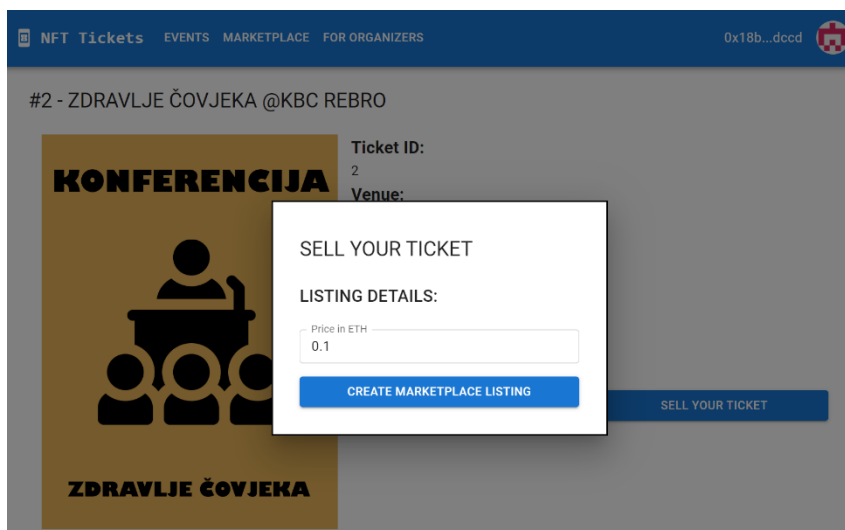 NFT Tickets EVENTS MARKETPLACE FOR ORGANIZERS 0x18b...dccd
#2 - ZDRAVLJE ČOVJEKA @KBC REBRO
KONFERENCIJA
ZDRAVLJE ČOVJEKA
Ticket ID:
2
Venue:
SELL YOUR TICKET
SELL YOUR TICKET
LISTING DETAILS:
Price in ETH
0.1
CREATE MARKETPLACE LISTING